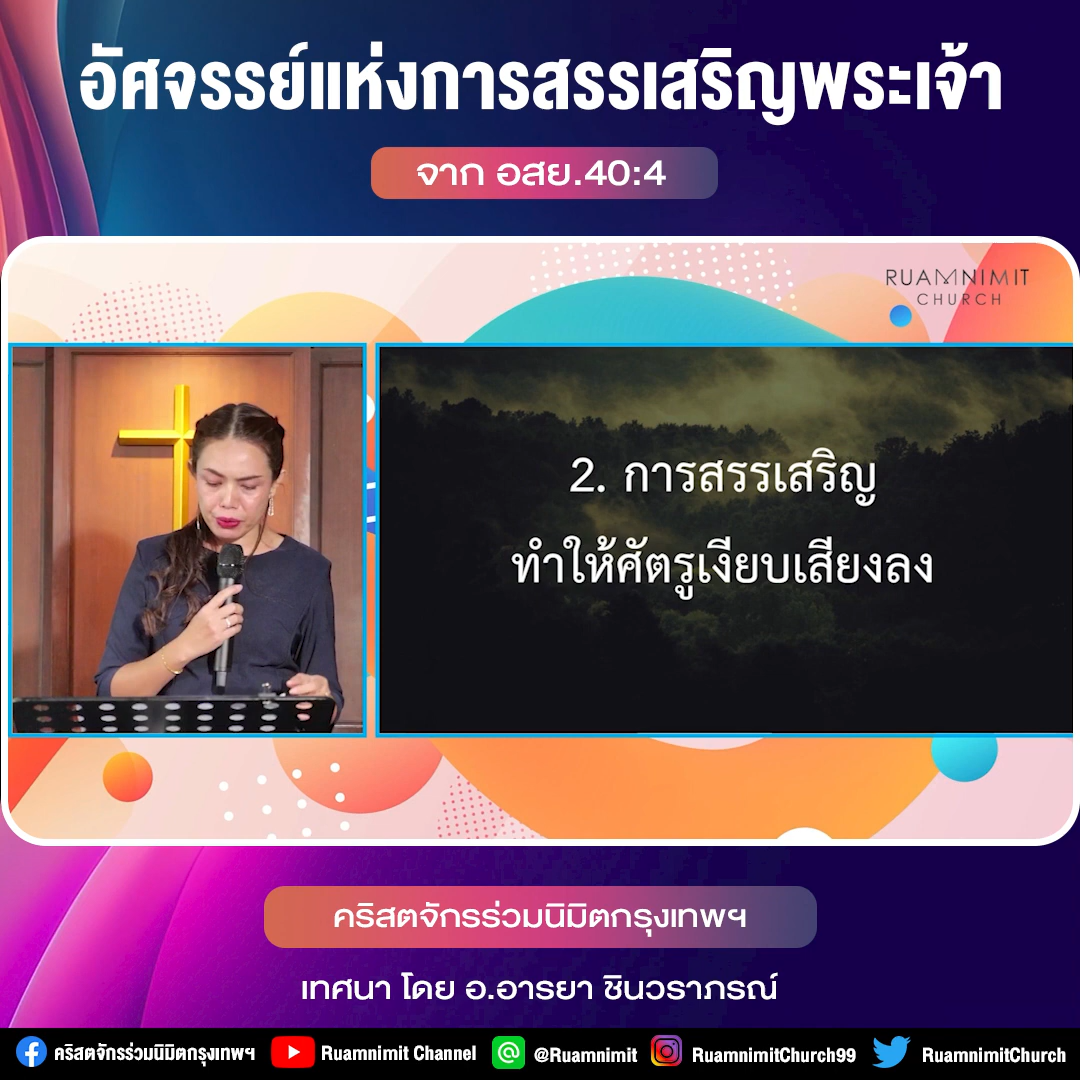 อัศจรรย์แห่งการสรรเสริญพระเจ้า
จาก อสย.40:4
RUAMNIMIT
CHURCH
2. การสรรเสริญ
ทำให้ศัตรูเงียบเสียงลง
คริสตจักรร่วมนิมิตกรุงเทพฯ
เทศนา โดย อ.อารยา ชินวราภรณ์
คริสตจักรร่วมนิมิตกรุงเทพฯ Ruamnimit Channel @Ruamnimit RuamnimitChurch99 RuamnimitChurch